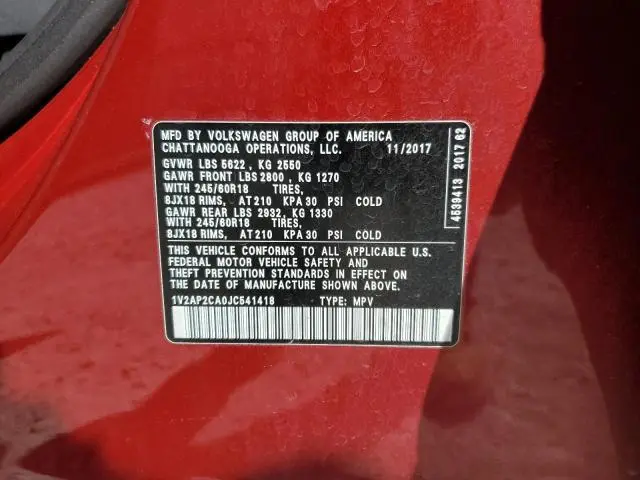 MFD BY VOLKSWAGEN GROUP OF AMERICA
CHATTANOOGA OPERATIONS, LLC. 11/2017
GVWR LBS 5622 , KG 2550
GAWR FRONT LBS 2800 , KG 1270
WITH 245/60R18 TIRES,
8JX18 RIMS, AT 210 KPA 30 PSI COLD
GAWR REAR LBS 2932, KG 1330
WITH 245/60R18 TIRES,
8JX18 RIMS, AT 210 KPA 30 PSI COLD
THIS VEHICLE CONFORMS TO ALL APPLICABLE U.S.
FEDERAL MOTOR VEHICLE SAFETY AND
THEFT PREVENTION STANDARDS IN EFFECT ON
THE DATE OF MANUFACTURE SHOWN ABOVE.
1V2AP2CA0JC541418 TYPE: MPV
4539413 2017 62